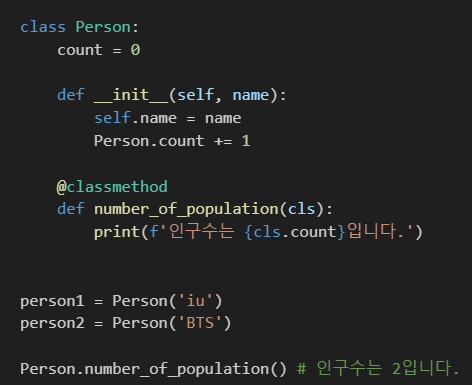 class Person:
    count = 0

    def __init__(self, name):
        self.name = name
        Person.count += 1

    @classmethod
    def number_of_population(cls):
        print(f'인구수는 {cls.count}입니다.')


person1 = Person('iu')
person2 = Person('BTS')

Person.number_of_population() # 인구수는 2입니다.